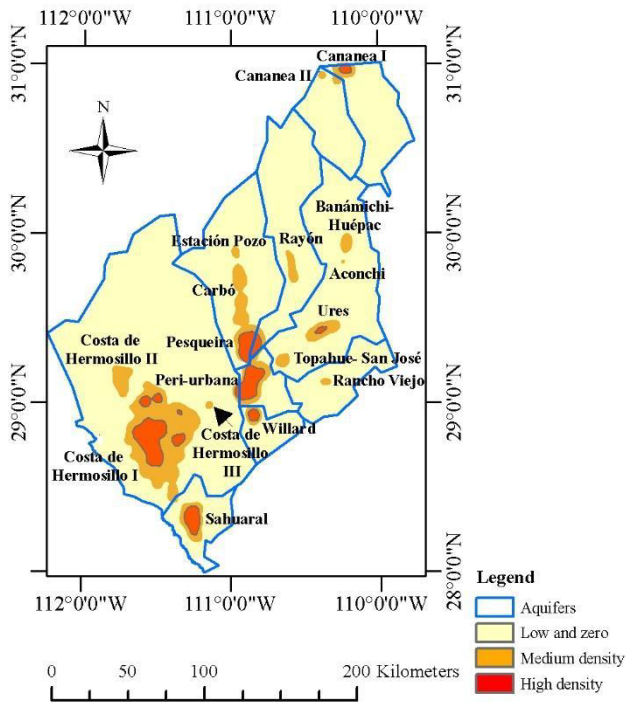 112°0'0"W 111°0'0"W 110°0'0"W
31°0'0"N
31°0'0"N
Cananea I
Cananea II
N
Banámichi-
Huépac
30°0'0"N
30°0'0"N
Estación Pozo
Rayón
Aconchi
Carbó
Ures
Costa de
Hermosillo II
Pesqueira
Topahue- San José
Peri-urbana
Rancho Viejo
29°0'0"N
29°0'0"N
Willard
Costa de
Hermosillo
III
Costa de
Hermosillo I
Sahuaral
28°0'0"N
28°0'0"N
112°0'0"W 111°0'0"W 110°0'0"W
Legend
Aquifers
Low and zero
Medium density
High density
0 50 100 200 Kilometers